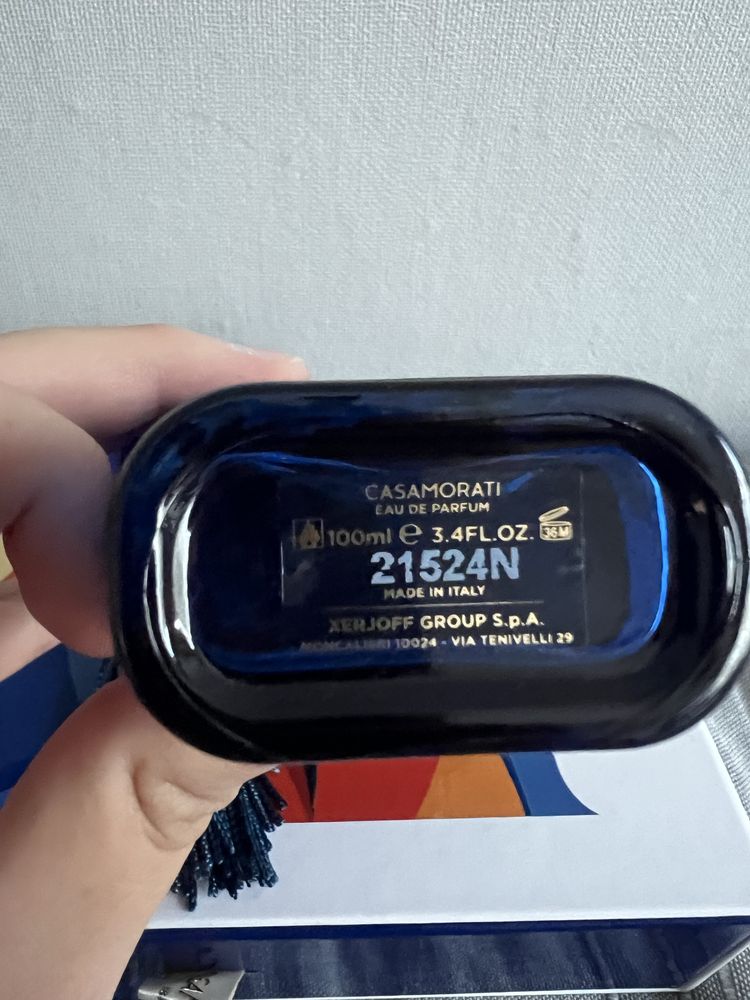 CASAMORATI
EAU DE PARFUM
100ml e 3.4FL.OZ. 36M
21524N
MADE IN ITALY
XERJOFF GROUP S.p.A.
MONCALIERI 10024 - VIA TENIVELLI 29